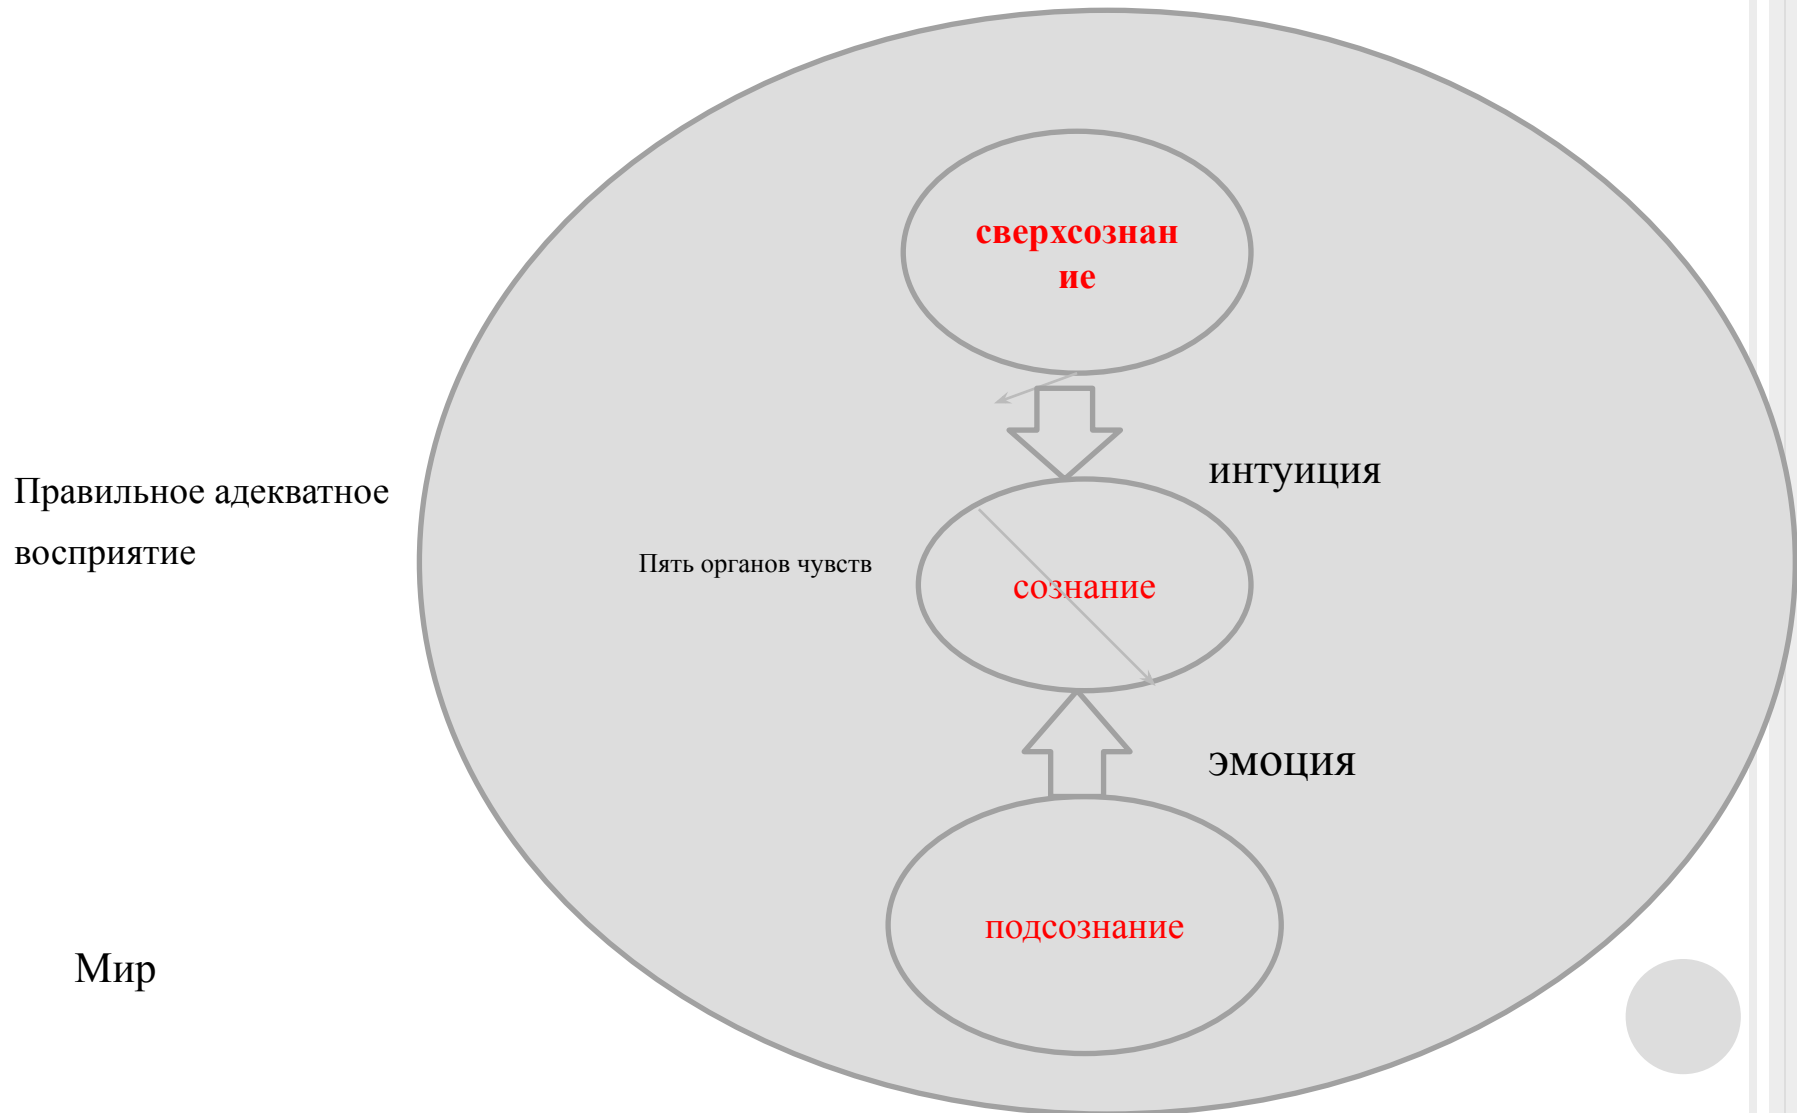 сверхсознан
ие
интуиция
Правильное адекватное
восприятие
Пять органов чувств
сознание
эмоция
подсознание
Мир